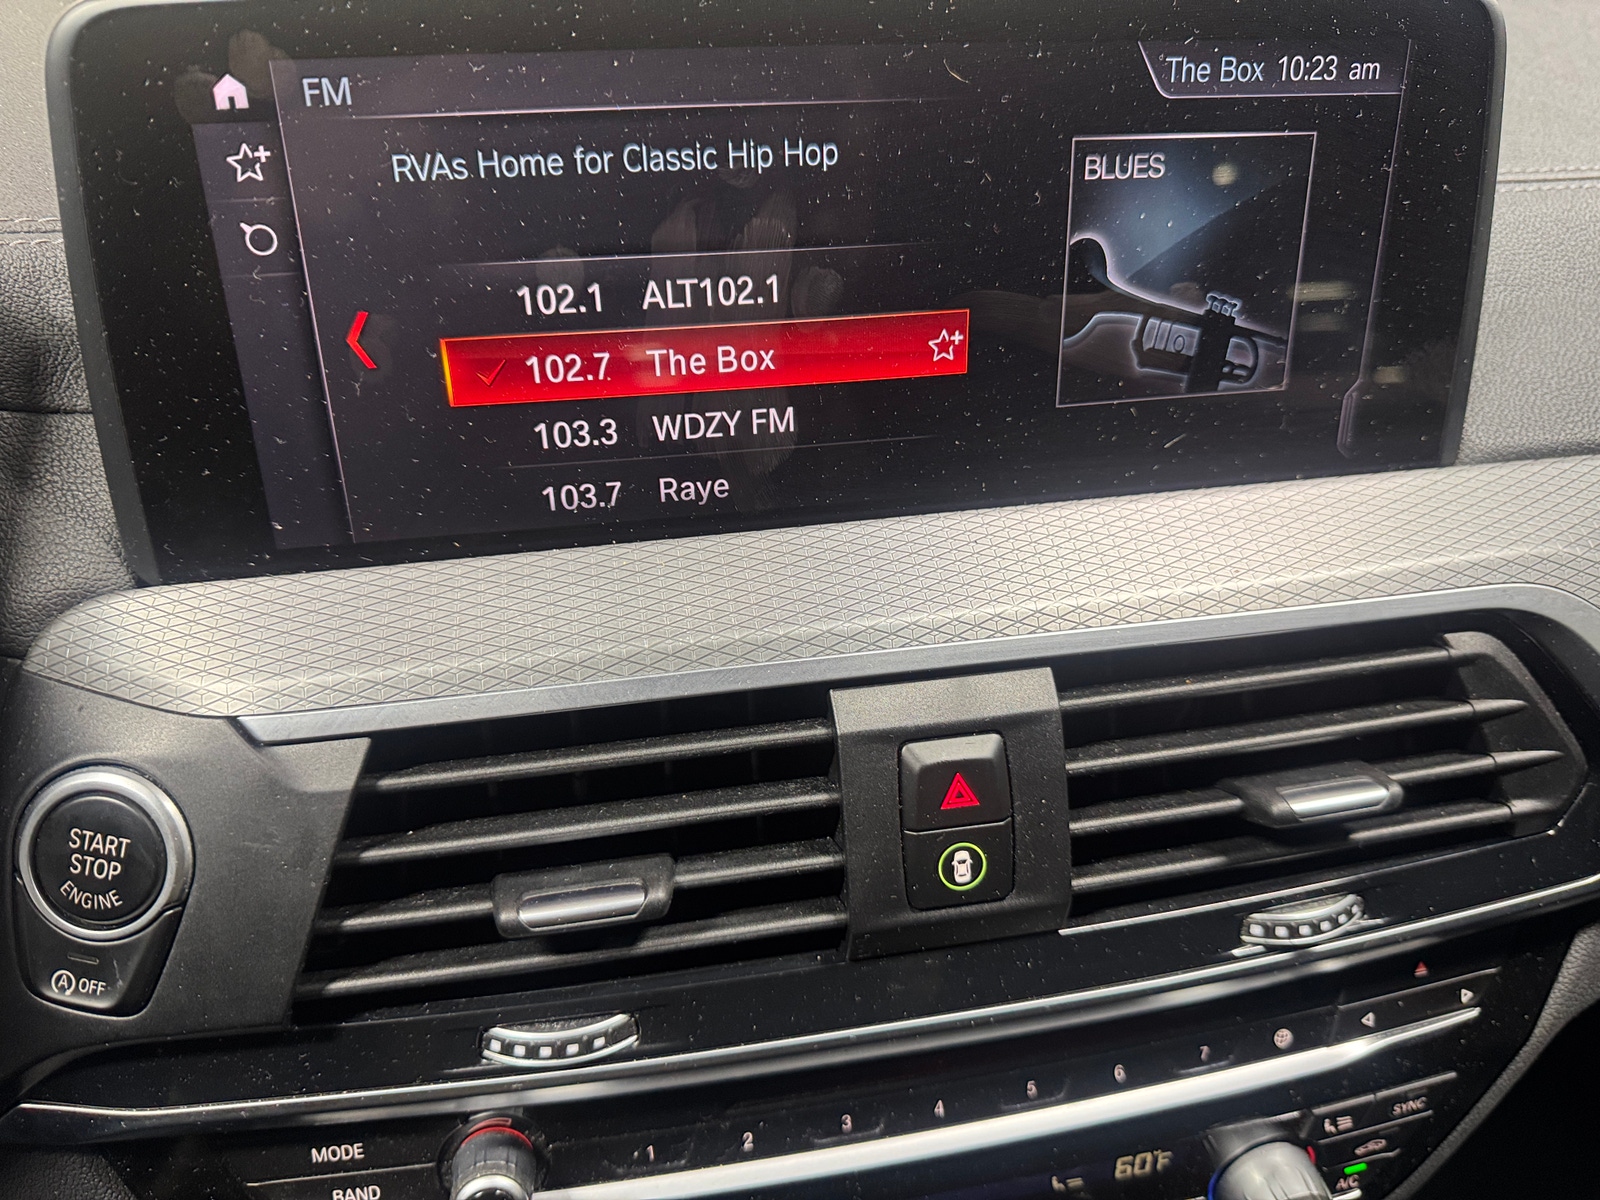 FM
The Box 10:23 am
RVAs Home for Classic Hip Hop
BLUES
102.1 ALT102.1
102.7 The Box
103.3 WDZY FM
103.7 Raye
START
STOP
ENGINE
A OFF
MODE
BAND
1 2 3 4 5 6 7
60°F
SYNC
A/C